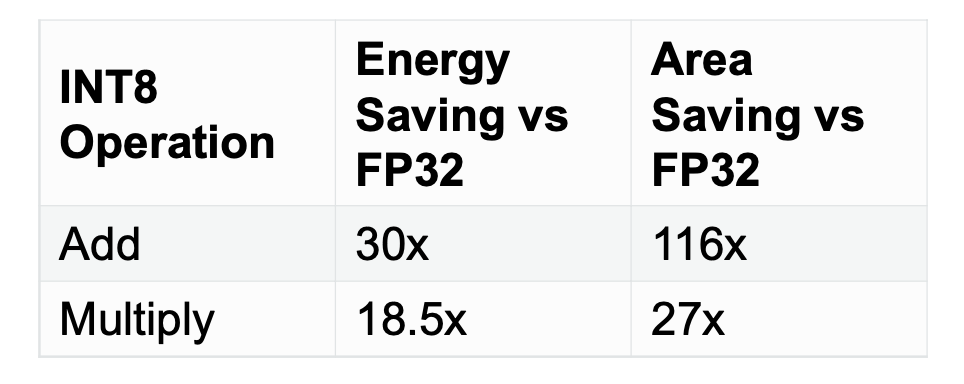 INT8
Operation
Energy
Saving vs
FP32
Area
Saving vs
FP32
Add
30x
116x
Multiply
18.5x
27x